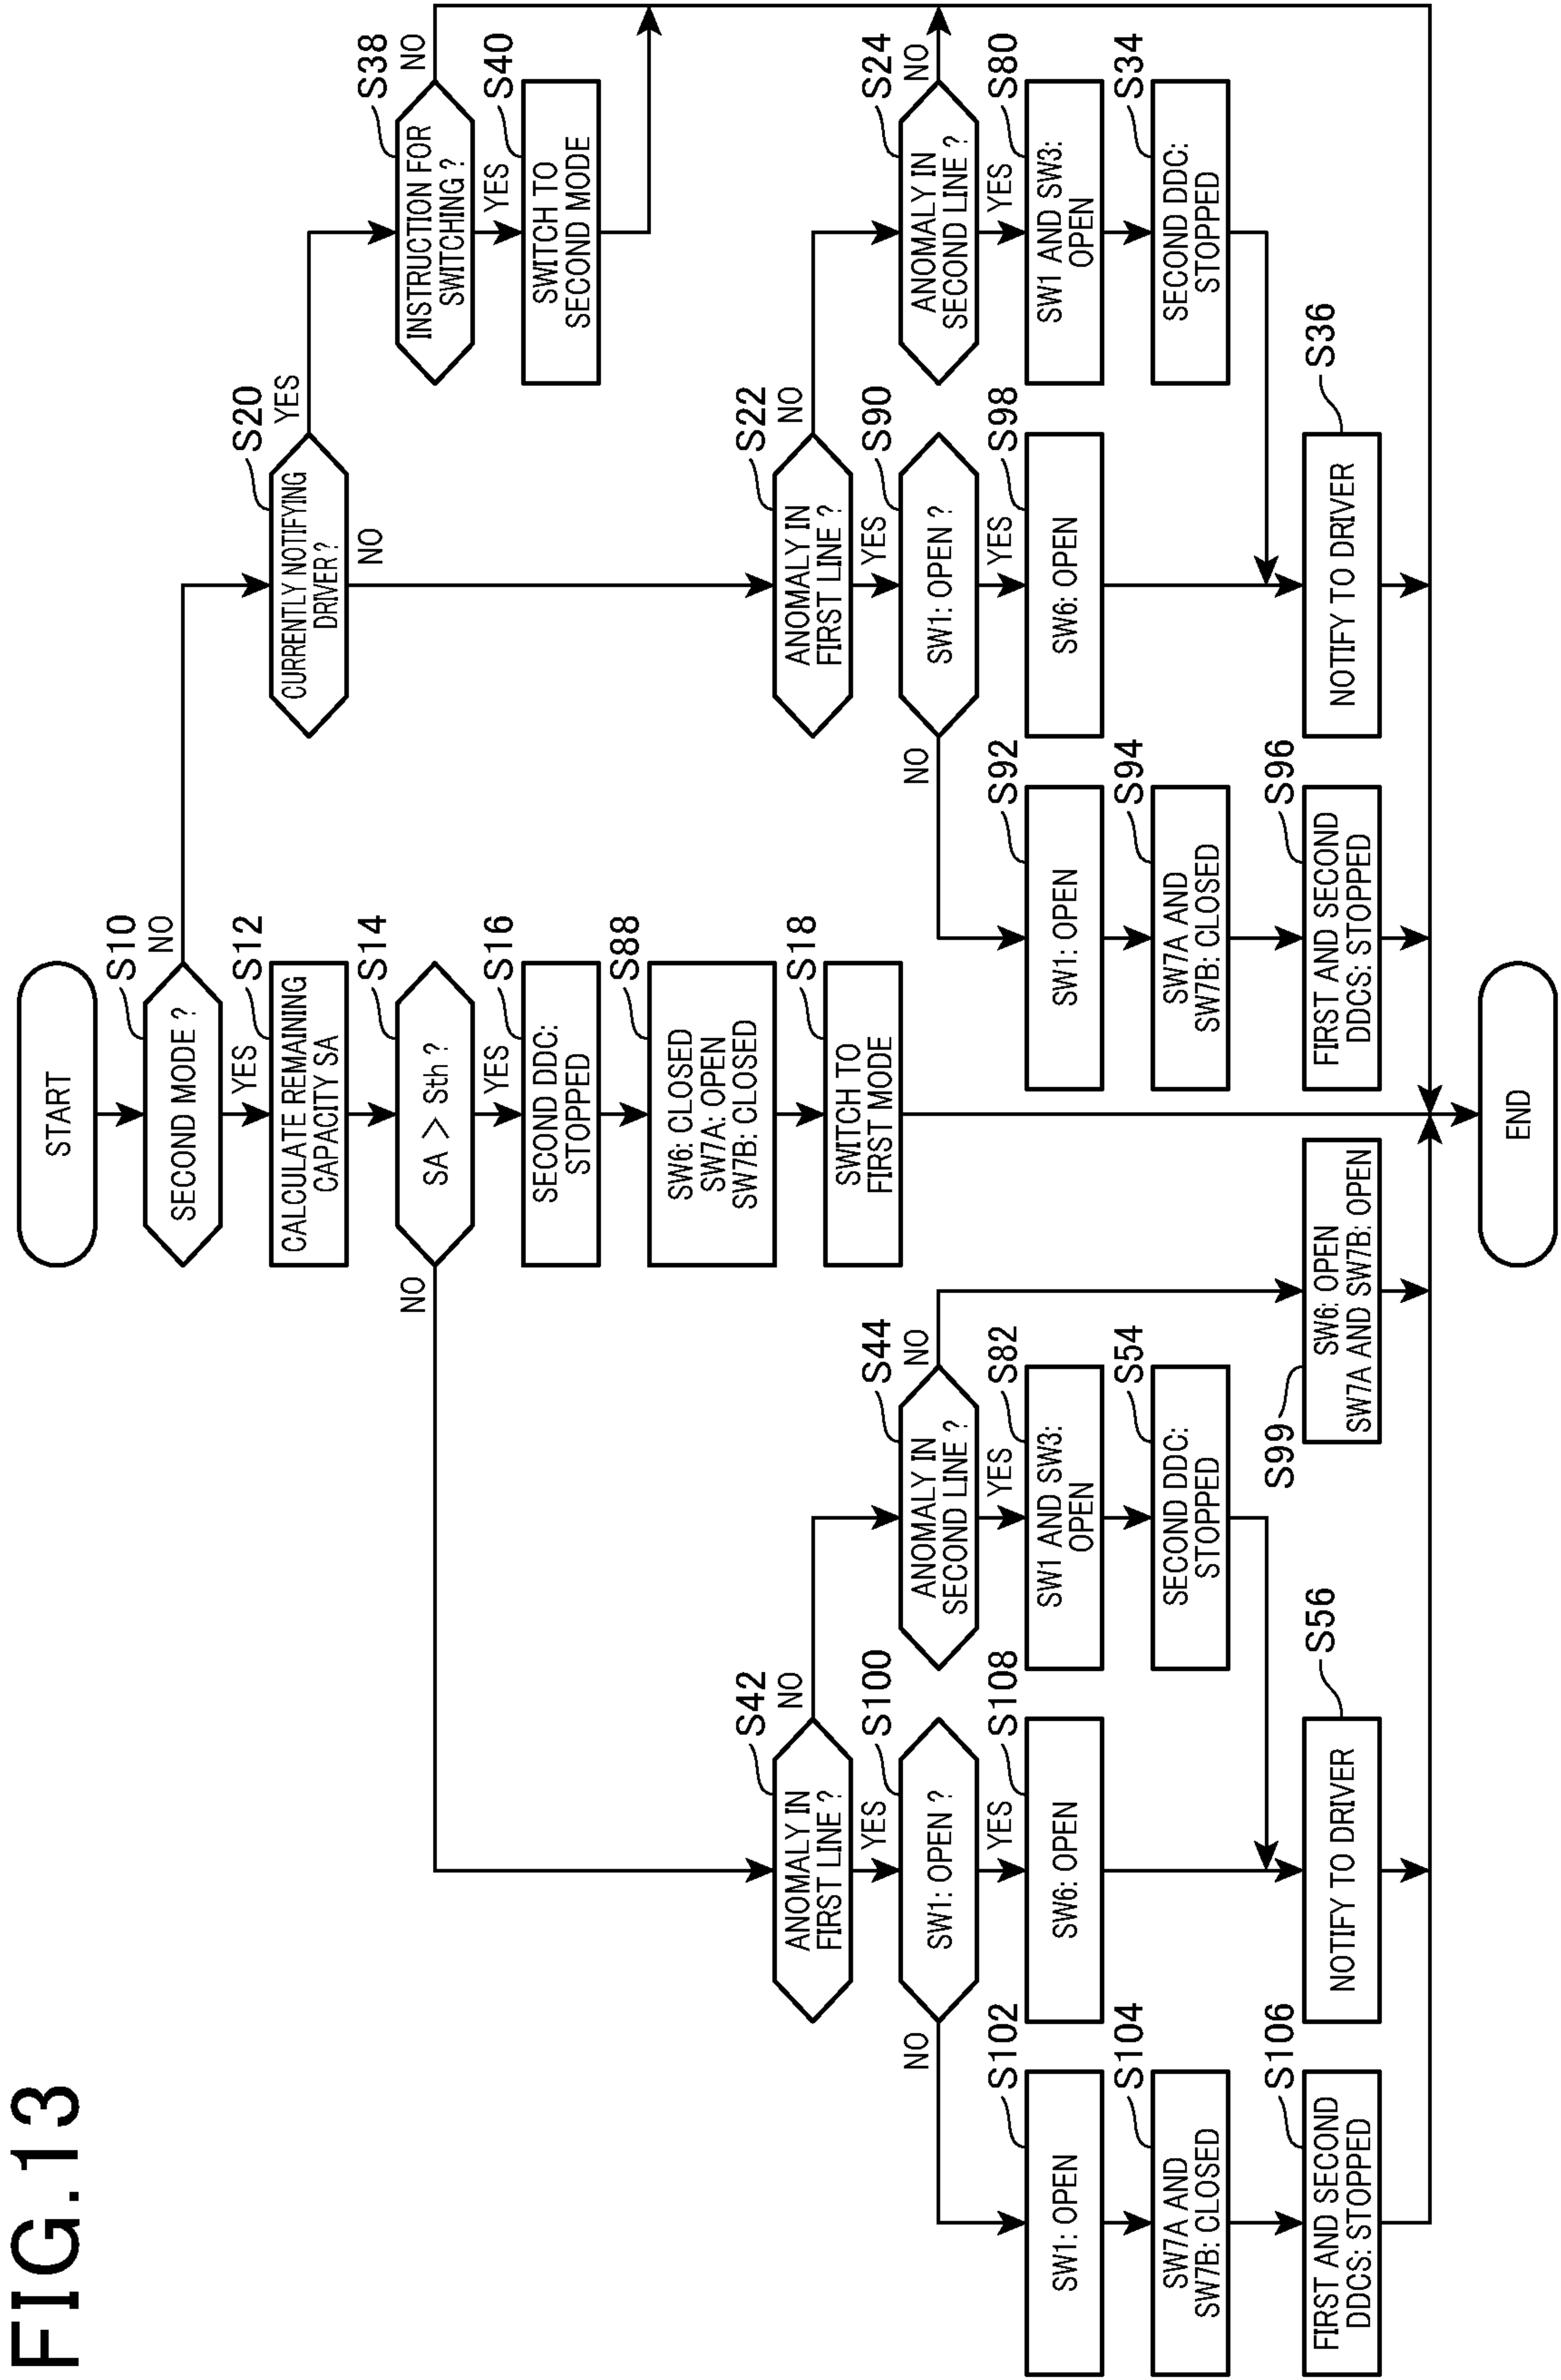 FIG.13
START
SECOND MODE ?
S10
NO
YES
CALCULATE REMAINING
CAPACITY SA
S12
SA > Sth ?
S14
NO
YES
SECOND DDC:
STOPPED
S16
SW6: CLOSED
SW7A: OPEN
SW7B: CLOSED
S88
SWITCH TO
FIRST MODE
S18
CURRENTLY NOTIFYING
DRIVER ?
S20
YES
NO
INSTRUCTION FOR
SWITCHING ?
S38
NO
YES
SWITCH TO
SECOND MODE
S40
ANOMALY IN
FIRST LINE ?
S42
NO
YES
SW1: OPEN ?
S100
NO
YES
SW1: OPEN
S102
SW7A AND
SW7B: CLOSED
S104
FIRST AND SECOND
DDCS: STOPPED
S106
SW6: OPEN
S108
NOTIFY TO DRIVER
S56
ANOMALY IN
SECOND LINE ?
S44
NO
YES
SW1 AND SW3:
OPEN
S82
SECOND DDC:
STOPPED
S54
S99
SW6: OPEN
SW7A AND SW7B: OPEN
ANOMALY IN
FIRST LINE ?
S22
NO
YES
SW1: OPEN ?
S90
NO
YES
SW1: OPEN
S92
SW7A AND
SW7B: CLOSED
S94
FIRST AND SECOND
DDCS: STOPPED
S96
SW6: OPEN
S98
NOTIFY TO DRIVER
S36
ANOMALY IN
SECOND LINE ?
S24
NO
YES
SW1 AND SW3:
OPEN
S80
SECOND DDC:
STOPPED
S34
END